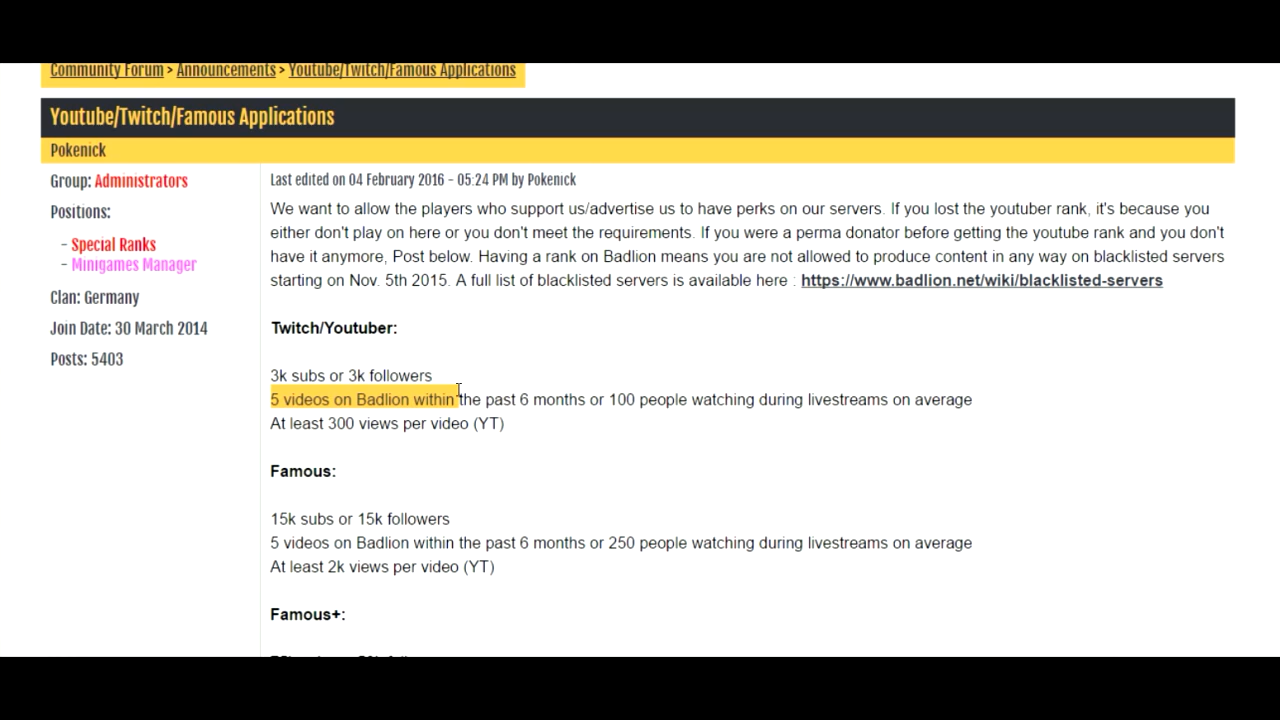 Community Forum > Announcements > Youtube/Twitch/Famous Applications
Youtube/Twitch/Famous Applications
Pokenick
Group: Administrators
Positions:
- Special Ranks
- Minigames Manager
Clan: Germany
Join Date: 30 March 2014
Posts: 5403
Last edited on 04 February 2016 - 05:24 PM by Pokenick
We want to allow the players who support us/advertise us to have perks on our servers. If you lost the youtuber rank, it's because you
either don't play on here or you don't meet the requirements. If you were a perma donator before getting the youtube rank and you don't
have it anymore, Post below. Having a rank on Badlion means you are not allowed to produce content in any way on blacklisted servers
starting on Nov. 5th 2015. A full list of blacklisted servers is available here : https://www.badlion.net/wiki/blacklisted-servers
Twitch/Youtuber:
3k subs or 3k followers
5 videos on Badlion within the past 6 months or 100 people watching during livestreams on average
At least 300 views per video (YT)
Famous:
15k subs or 15k followers
5 videos on Badlion within the past 6 months or 250 people watching during livestreams on average
At least 2k views per video (YT)
Famous+: